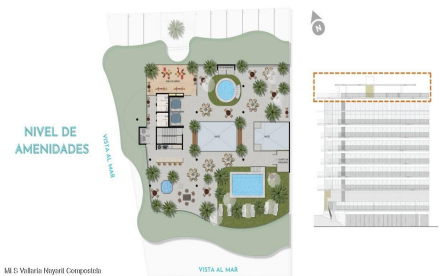 N
NIVEL DE
AMENIDADES
VISTA AL MAR
VISTA AL MAR
MLS Vallarta Nayarit Compostela